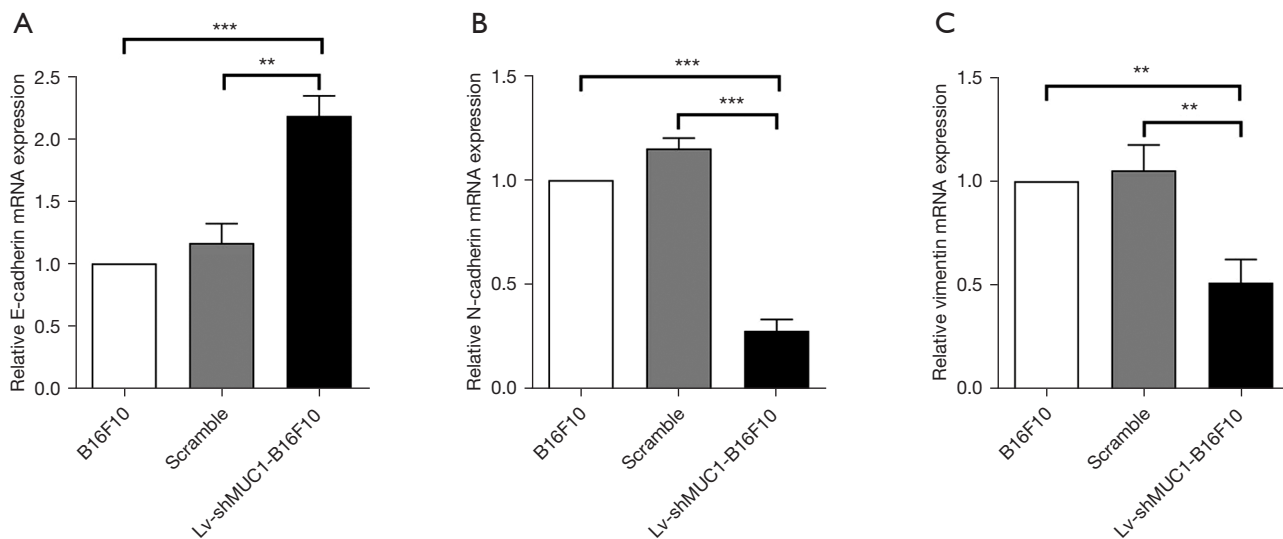 A
Relative E-cadherin mRNA expression
2.5
2.0
1.5
1.0
0.5
0.0
***
**
B16F10
Scramble
Lv-shMUC1-B16F10
B
Relative N-cadherin mRNA expression
1.5
1.0
0.5
0.0
***
***
B16F10
Scramble
Lv-shMUC1-B16F10
C
Relative vimentin mRNA expression
1.5
1.0
0.5
0.0
**
**
B16F10
Scramble
Lv-shMUC1-B16F10